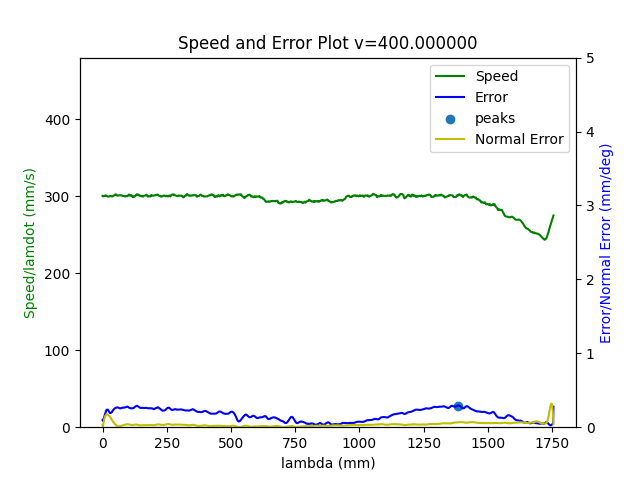 Speed and Error Plot v=400.000000
Speed
Error
peaks
Normal Error
Speed/lamdot (mm/s)
400
300
200
100
0
5
4
3
2
1
0
Error/Normal Error (mm/deg)
0 250 500 750 1000 1250 1500 1750
lambda (mm)